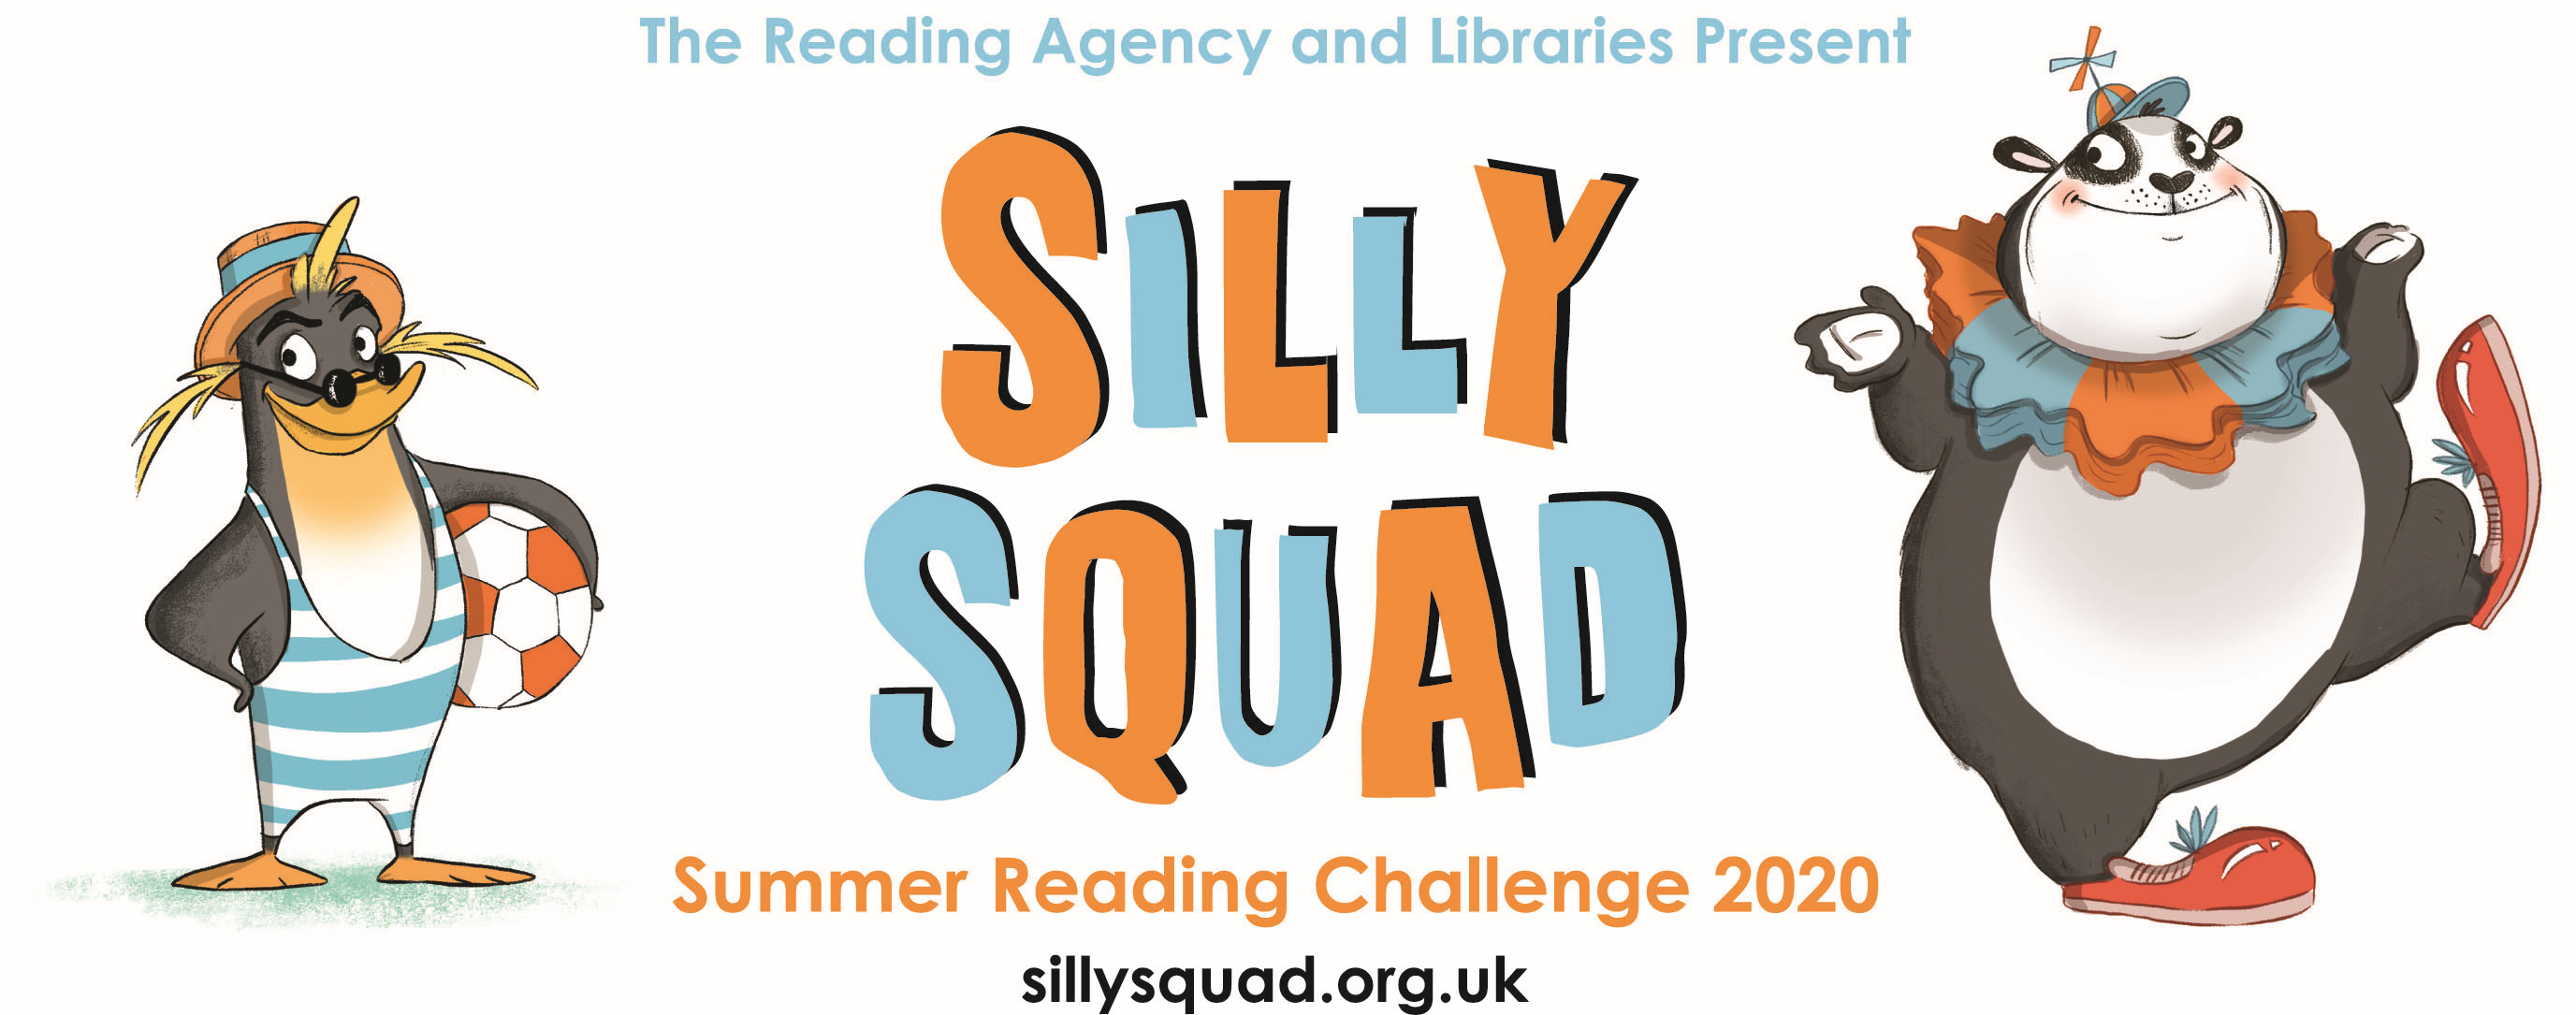 The Reading Agency and Libraries Present
SILLY
SQUAD
Summer Reading Challenge 2020
sillysquad.org.uk